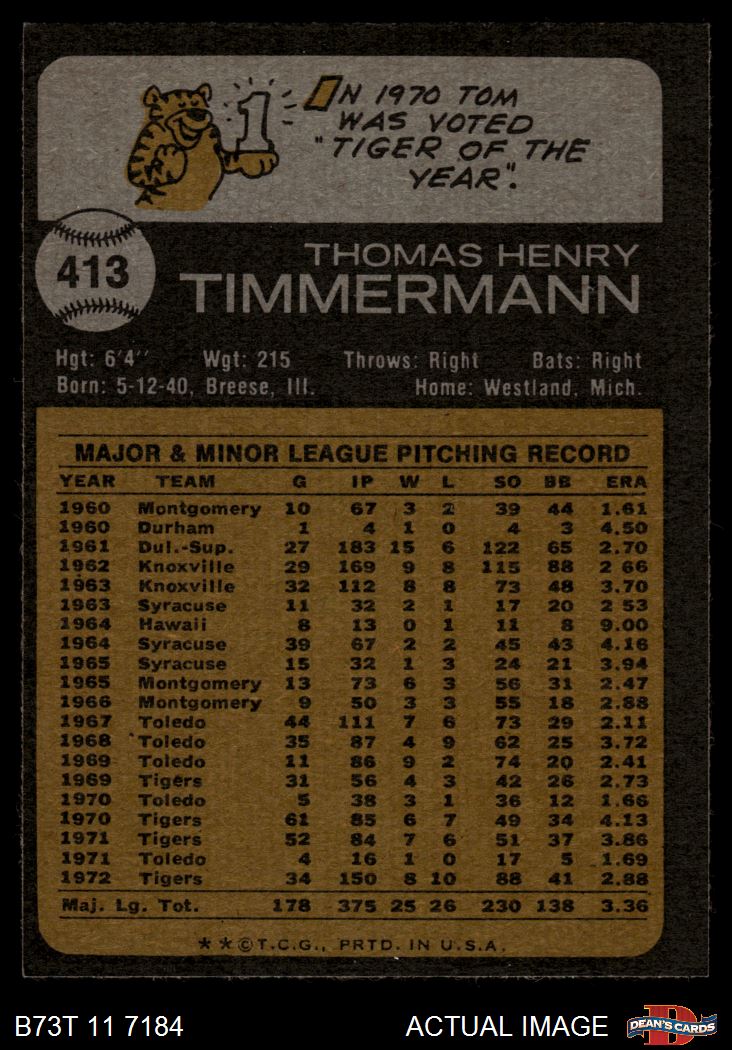 IN 1970 TOM
WAS VOTED
"TIGER OF THE
YEAR".
1
413
THOMAS HENRY
TIMMERMANN
Hgt: 6'4" Wgt: 215 Throws: Right Bats: Right
Born: 5-12-40, Breese, Ill. Home: Westland, Mich.
MAJOR & MINOR LEAGUE PITCHING RECORD
YEAR TEAM G IP W L SO BB ERA
1960 Montgomery 10 67 3 2 39 44 1.61
1960 Durham 1 4 1 0 4 3 4.50
1961 Dul.-Sup. 27 183 15 6 122 65 2.70
1962 Knoxville 29 169 9 8 115 88 2 66
1963 Knoxville 32 112 8 8 73 48 3.70
1963 Syracuse 11 32 2 1 17 20 2 53
1964 Hawaii 8 13 0 1 11 8 9.00
1964 Syracuse 39 67 2 2 45 43 4.16
1965 Syracuse 15 32 1 3 24 21 3.94
1965 Montgomery 13 73 6 3 56 31 2.47
1966 Montgomery 9 50 3 3 55 18 2.88
1967 Toledo 44 111 7 6 73 29 2.11
1968 Toledo 35 87 4 9 62 25 3.72
1969 Toledo 11 86 9 2 74 20 2.41
1969 Tigers 31 56 4 3 42 26 2.73
1970 Toledo 5 38 3 1 36 12 1.66
1970 Tigers 61 85 6 7 49 34 4.13
1971 Tigers 52 84 7 6 51 37 3.86
1971 Toledo 4 16 1 0 17 5 1.69
1972 Tigers 34 150 8 10 88 41 2.88
Maj. Lg. Tot. 178 375 25 26 230 138 3.36
★★©T.C.G., PRTD. IN U.S.A.
B73T 11 7184 ACTUAL IMAGE DEAN'S CARDS